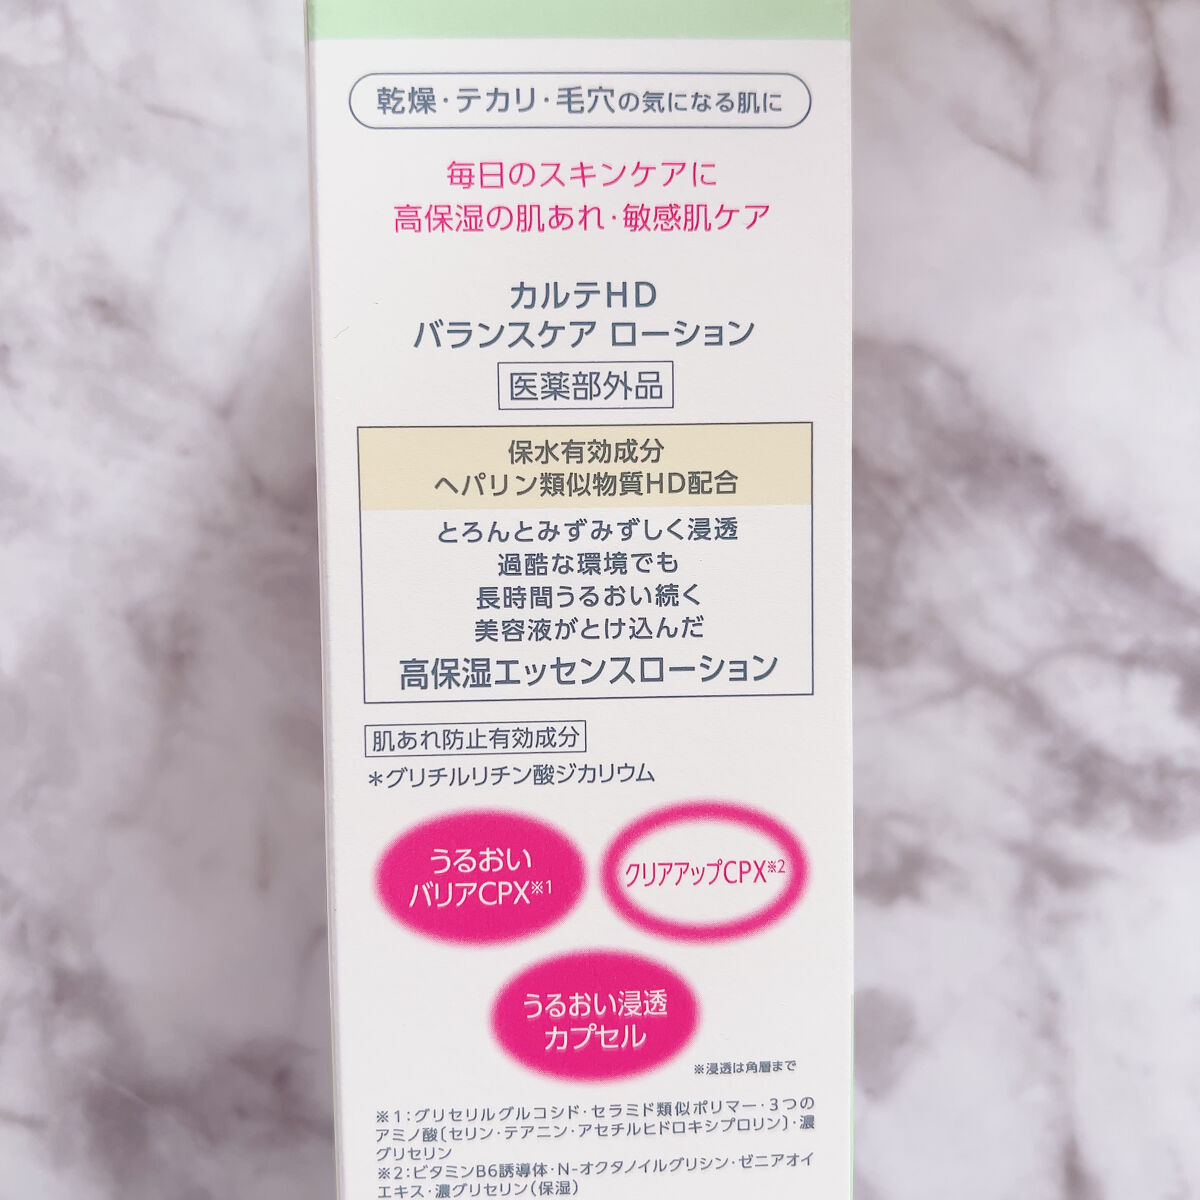 乾燥・テカリ・毛穴の気になる肌に
毎日のスキンケアに
高保湿の肌あれ・敏感肌ケア
カルテHD
バランスケア ローション
医薬部外品
保水有効成分
ヘパリン類似物質HD配合
とろんとみずみずしく浸透
過酷な環境でも
長時間うるおい続く
美容液がとけ込んだ
高保湿エッセンスローション
肌あれ防止有効成分
*グリチルリチン酸ジカリウム
うるおい
バリアCPX※1
クリアアップCPX※2
うるおい浸透
カプセル
※浸透は角層まで
※1:グリセリルグルコシド・セラミド類似ポリマー・3つの
アミノ酸〔セリン・テアニン・アセチルヒドロキシプロリン〕・濃
グリセリン
※2:ビタミンB6誘導体・N-オクタノイルグリシン・ゼニアオイ
エキス・濃グリセリン(保湿)